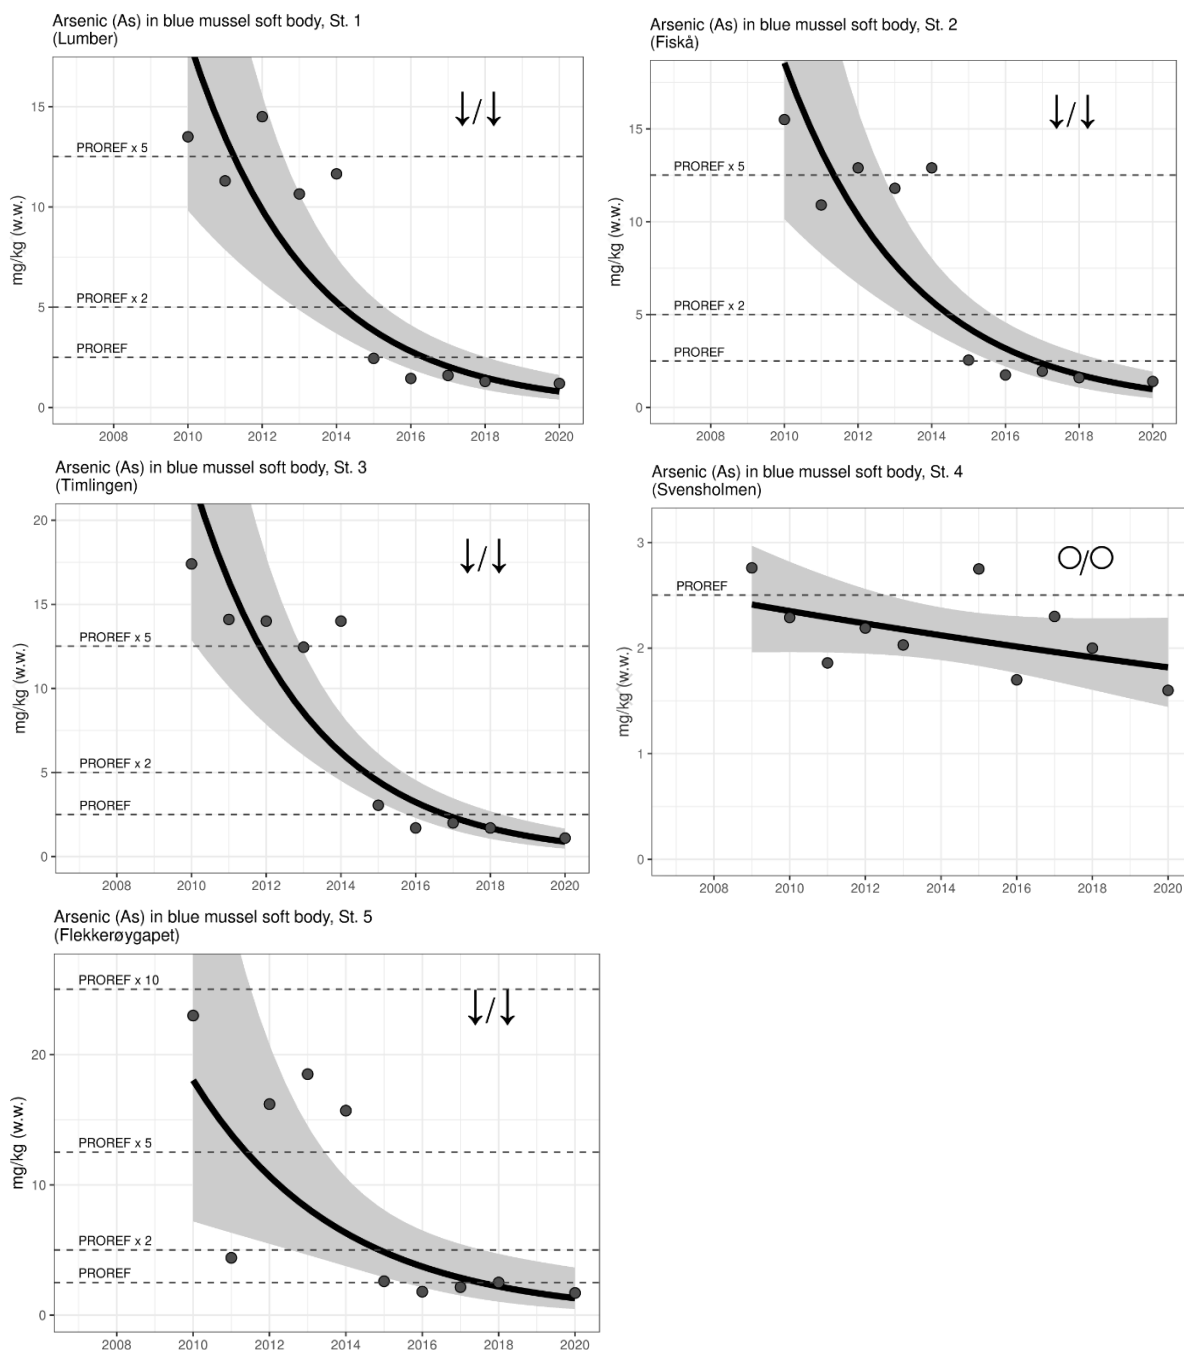 Arsenic (As) in blue mussel soft body, St. 1
(Lumber)
mg/kg (w.w.)
15
10
5
0
PROREF x 5
PROREF x 2
PROREF
↓/↓
2008 2010 2012 2014 2016 2018 2020
Arsenic (As) in blue mussel soft body, St. 2
(Fiskå)
mg/kg (w.w.)
15
10
5
0
PROREF x 5
PROREF x 2
PROREF
↓/↓
2008 2010 2012 2014 2016 2018 2020
Arsenic (As) in blue mussel soft body, St. 3
(Timlingen)
mg/kg (w.w.)
20
15
10
5
0
PROREF x 5
PROREF x 2
PROREF
↓/↓
2008 2010 2012 2014 2016 2018 2020
Arsenic (As) in blue mussel soft body, St. 4
(Svensholmen)
mg/kg (w.w.)
3
2
1
0
PROREF
○/○
2008 2010 2012 2014 2016 2018 2020
Arsenic (As) in blue mussel soft body, St. 5
(Flekkerøygapet)
mg/kg (w.w.)
20
10
0
PROREF x 10
PROREF x 5
PROREF x 2
PROREF
↓/↓
2008 2010 2012 2014 2016 2018 2020